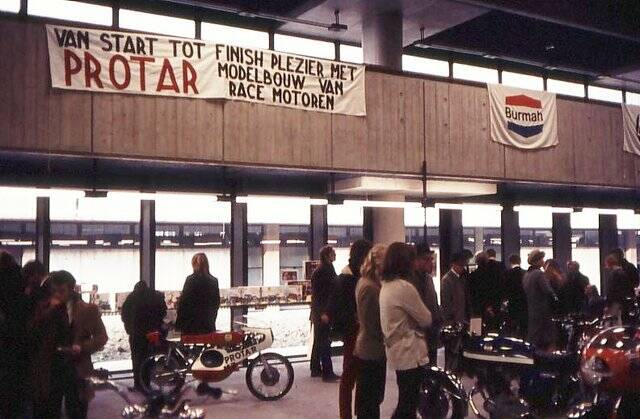 VAN START TOT FINISH PLEZIER MET
PROTAR MODELBOUW VAN
RACE MOTOREN
Burmah
PROTAR